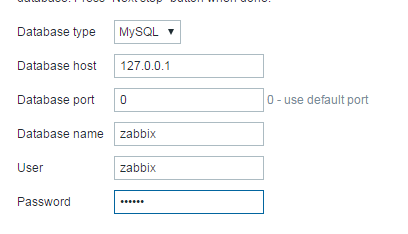 database. Press "Next step" button when done.
Database type MySQL ▼
Database host 127.0.0.1
Database port 0 0 - use default port
Database name zabbix
User zabbix
Password ••••••